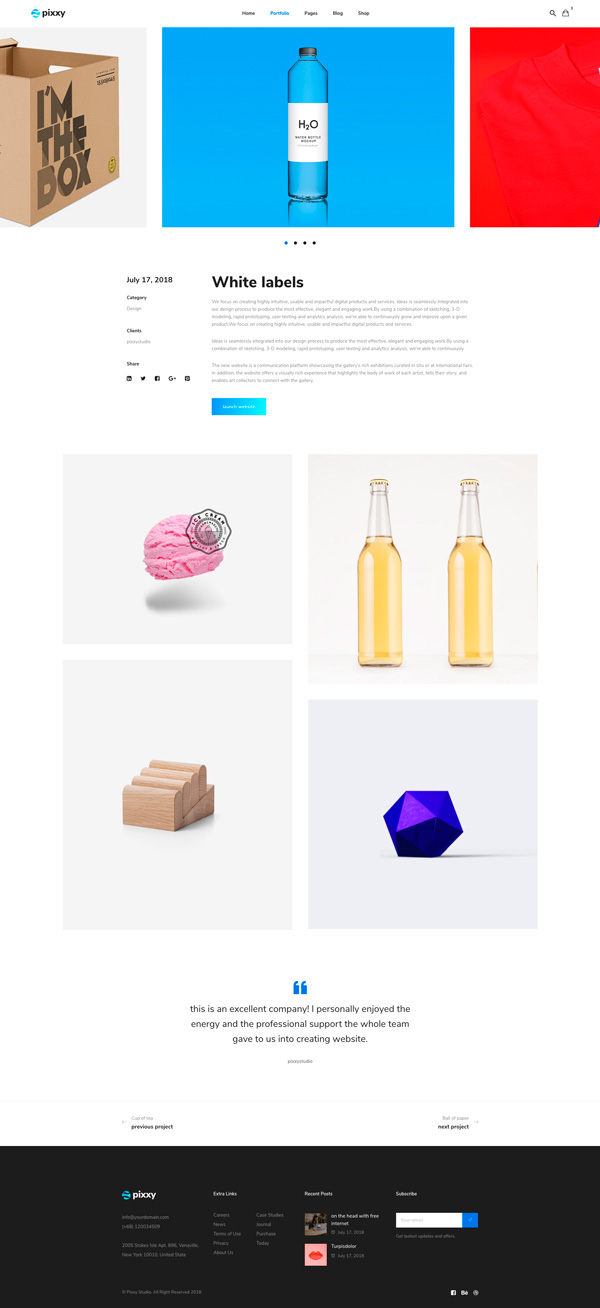 pixxy
Home Portfolio Pages Blog Shop
I'M
THE
BOX
H2O
WATER BOTTLE
MOCKUP
July 17, 2018
Category
Design
Clients
pixxystudio
Share
White labels
We focus on creating highly intuitive, usable and impactful digital products and services. Ideas is seamlessly integrated into
our design process to produce the most effective, elegant and engaging work.By using a combination of sketching, 3-D
modeling, rapid prototyping, user testing and analytics analysis, we're able to continuously grow and improve upon a given
product.We focus on creating highly intuitive, usable and impactful digital products and services.
Ideas is seamlessly integrated into our design process to produce the most effective, elegant and engaging work.By using a
combination of sketching, 3-D modeling, rapid prototyping, user testing and analytics analysis, we're able to continuously
The new website is a communication platform showcasing the gallery's rich exhibitions curated in situ or at international fairs.
In addition, the website offers a visually rich experience that highlights the body of work of each artist, tells their story, and
enables art collectors to connect with the gallery.
launch website
ICE CREAM
this is an excellent company! I personally enjoyed the
energy and the professional support the whole team
gave to us into creating website.
pixxystudio
Cup of tea
previous project
Ball of paper
next project
pixxy
info@yourdomain.com
(+68) 120034509
2005 Stokes Isle Apt. 896, Venaville,
New York 10010, United State
Extra Links
Careers
News
Terms of Use
Privacy
About Us
Case Studies
Journal
Purchase
Today
Recent Posts
on the head with free
internet
July 17, 2018
Turpisdolor
July 17, 2018
Subscribe
Your email
Get lastest updates and offers.
© Pixxy Studio. All Right Reserved 2018